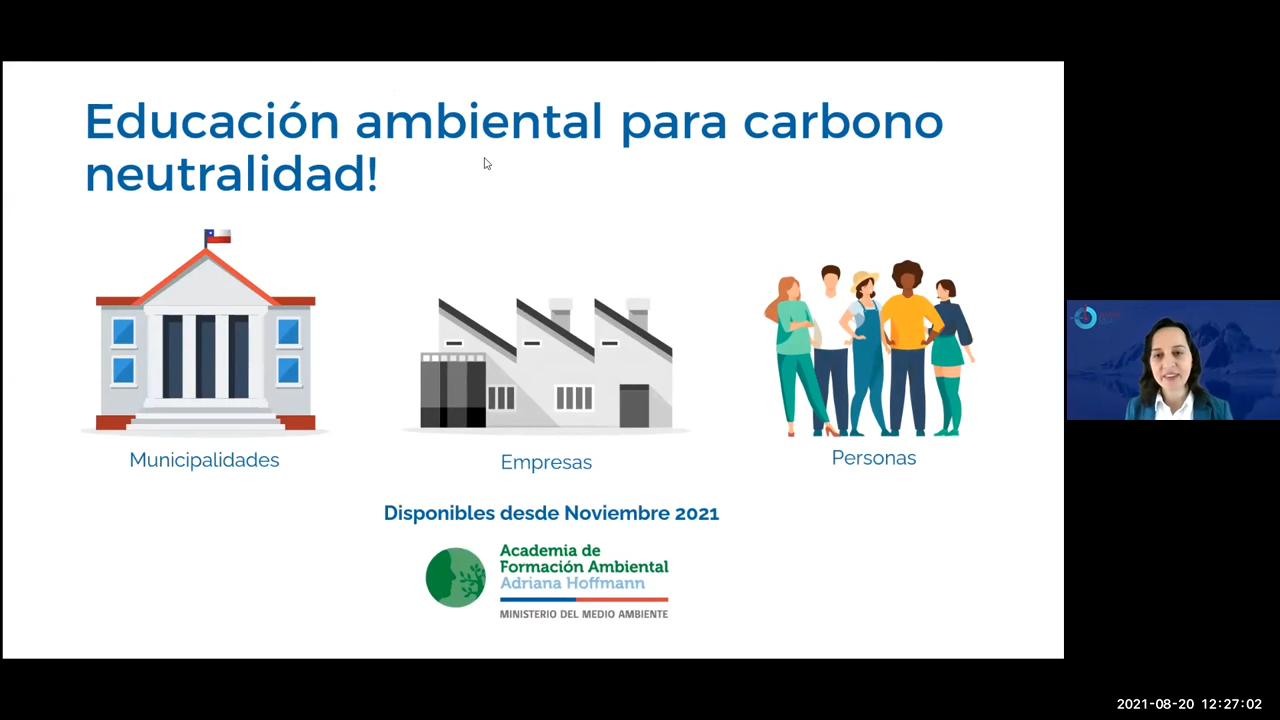 Educación ambiental para carbono
neutralidad!
Municipalidades
Empresas
Personas
Disponibles desde Noviembre 2021
Academia de
Formación Ambiental
Adriana Hoffmann
MINISTERIO DEL MEDIO AMBIENTE
2021-08-20 12:27:02